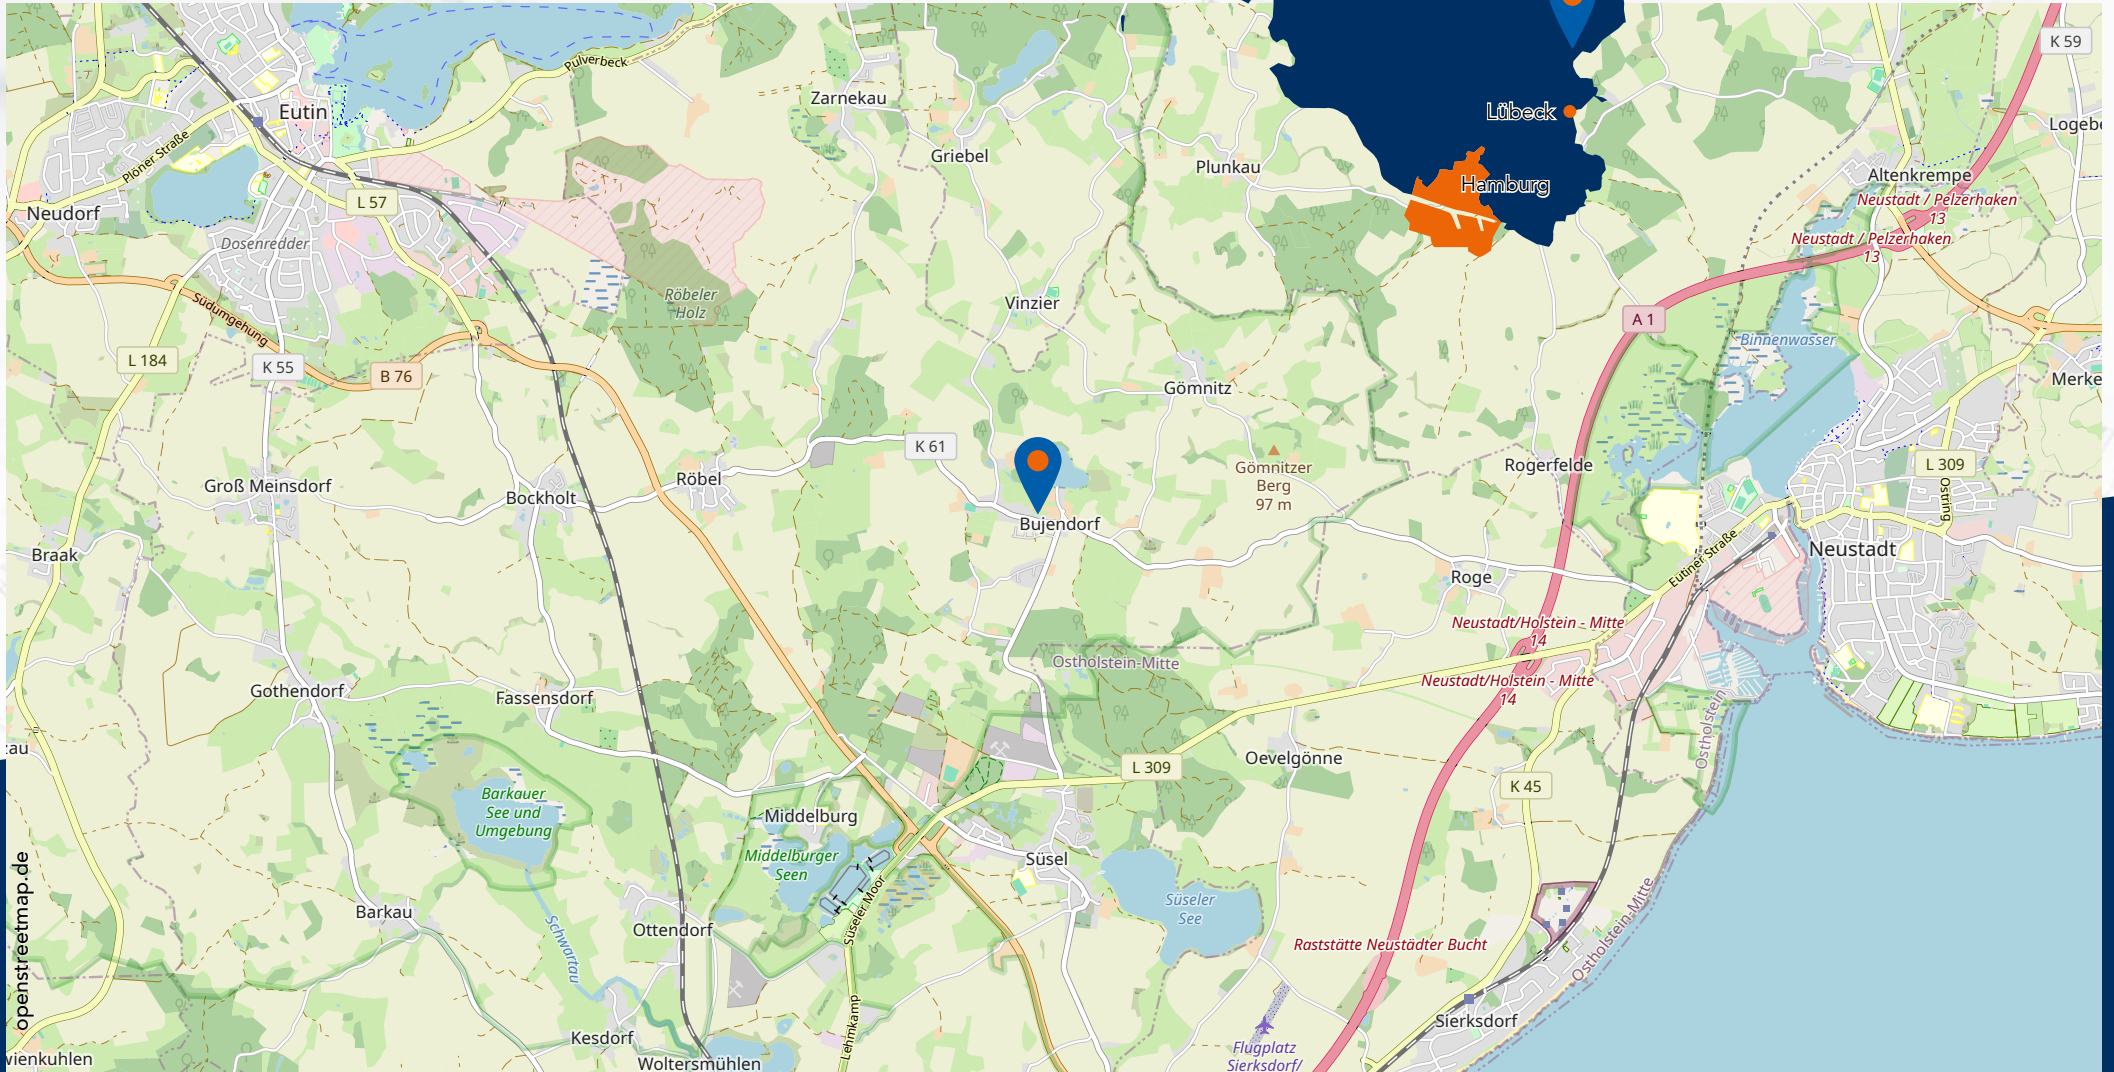 K 59
Pulverbeck
Zarnekau
Eutin
Lübeck
Plöner Straße
Griebel
Plunkau
Altenkrempe
Hamburg
Neustadt / Pelzerhaken
13
Neudorf
L 57
Dosenredder
Neustadt / Pelzerhaken
13
Röbeler
Holz
Vinzier
Südumgehung
A 1
Binnenwasser
L 184
K 55
B 76
Gömnitz
K 61
Gömnitzer
Berg
97 m
Rogerfelde
L 309
Ostring
Groß Meinsdorf
Bockholt
Röbel
Bujendorf
Braak
Eutiner Straße
Neustadt
Roge
Neustadt/Holstein - Mitte
14
Ostholstein-Mitte
Neustadt/Holstein - Mitte
14
Gothendorf
Fassensdorf
Ostholstein
L 309
Oevelgönne
K 45
Barkauer
See und
Umgebung
Middelburg
Middelburger
Seen
Süsel
Süseler Moor
Süseler
See
Barkau
Ottendorf
Schwartau
Raststätte Neustädter Bucht
Ostholstein-Mitte
openstreetmap.de
Lehmkamp
Sierksdorf
Kesdorf
Flugplatz
Sierksdorf/
Woltersmühlen